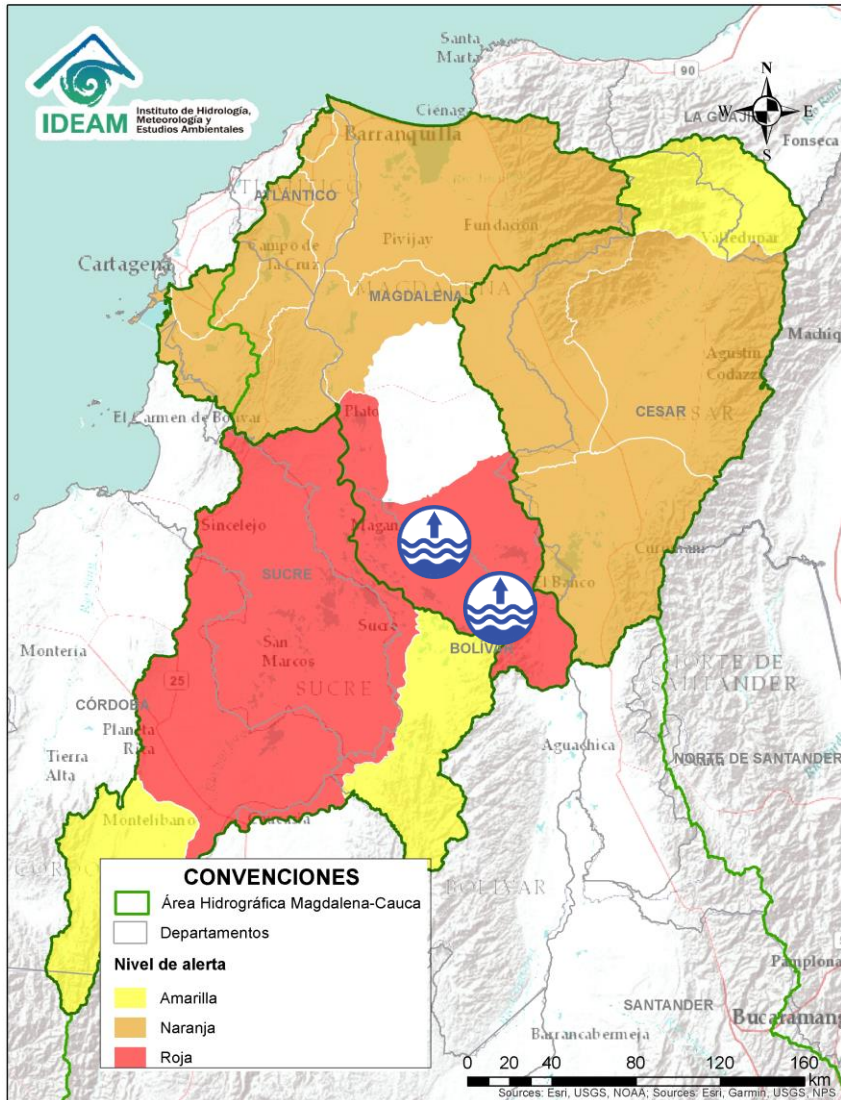 IDEAM
Instituto de Hidrología,
Meteorología y
Estudios Ambientales
Santa
Marta
90
N
W
E
S
Ciénaga
Barranquilla
LA GUAJIRA
Fonseca
ATLÁNTICO
Valledupar
Fundación
Pivijay
Campo de
la Cruz
Cartagena
MAGDALENA
Agustín
Codazzi
El Carmen de Bolívar
Plato
CESAR
CESAR
Sincelejo
Magan
SUCRE
El Banco
Sucre
Montería
San
Marcos
BOLÍVAR
25
SUCRE
NORTE DE
SANTANDER
CÓRDOBA
Planeta
Rica
Aguachica
Tierra
Alta
NORTE DE SANTANDER
Montelibano
BOLÍVAR
CONVENCIONES
Área Hidrográfica Magdalena-Cauca
Departamentos
Nivel de alerta
Amarilla
Naranja
Roja
Pamplona
SANTANDER
Bucaramang
Barrancabermeja
0 20 40 80 120 160
km
Sources: Esri, USGS, NOAA; Sources: Esri, Garmin, USGS, NPS